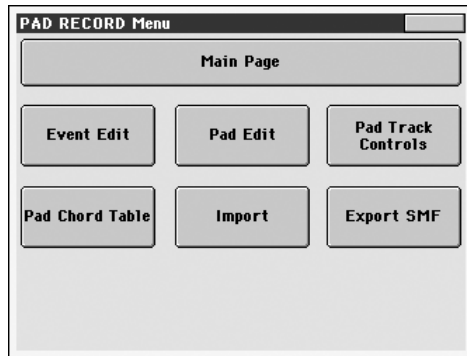 PAD RECORD Menu
Main Page
Event Edit
Pad Edit
Pad Track
Controls
Pad Chord Table
Import
Export SMF